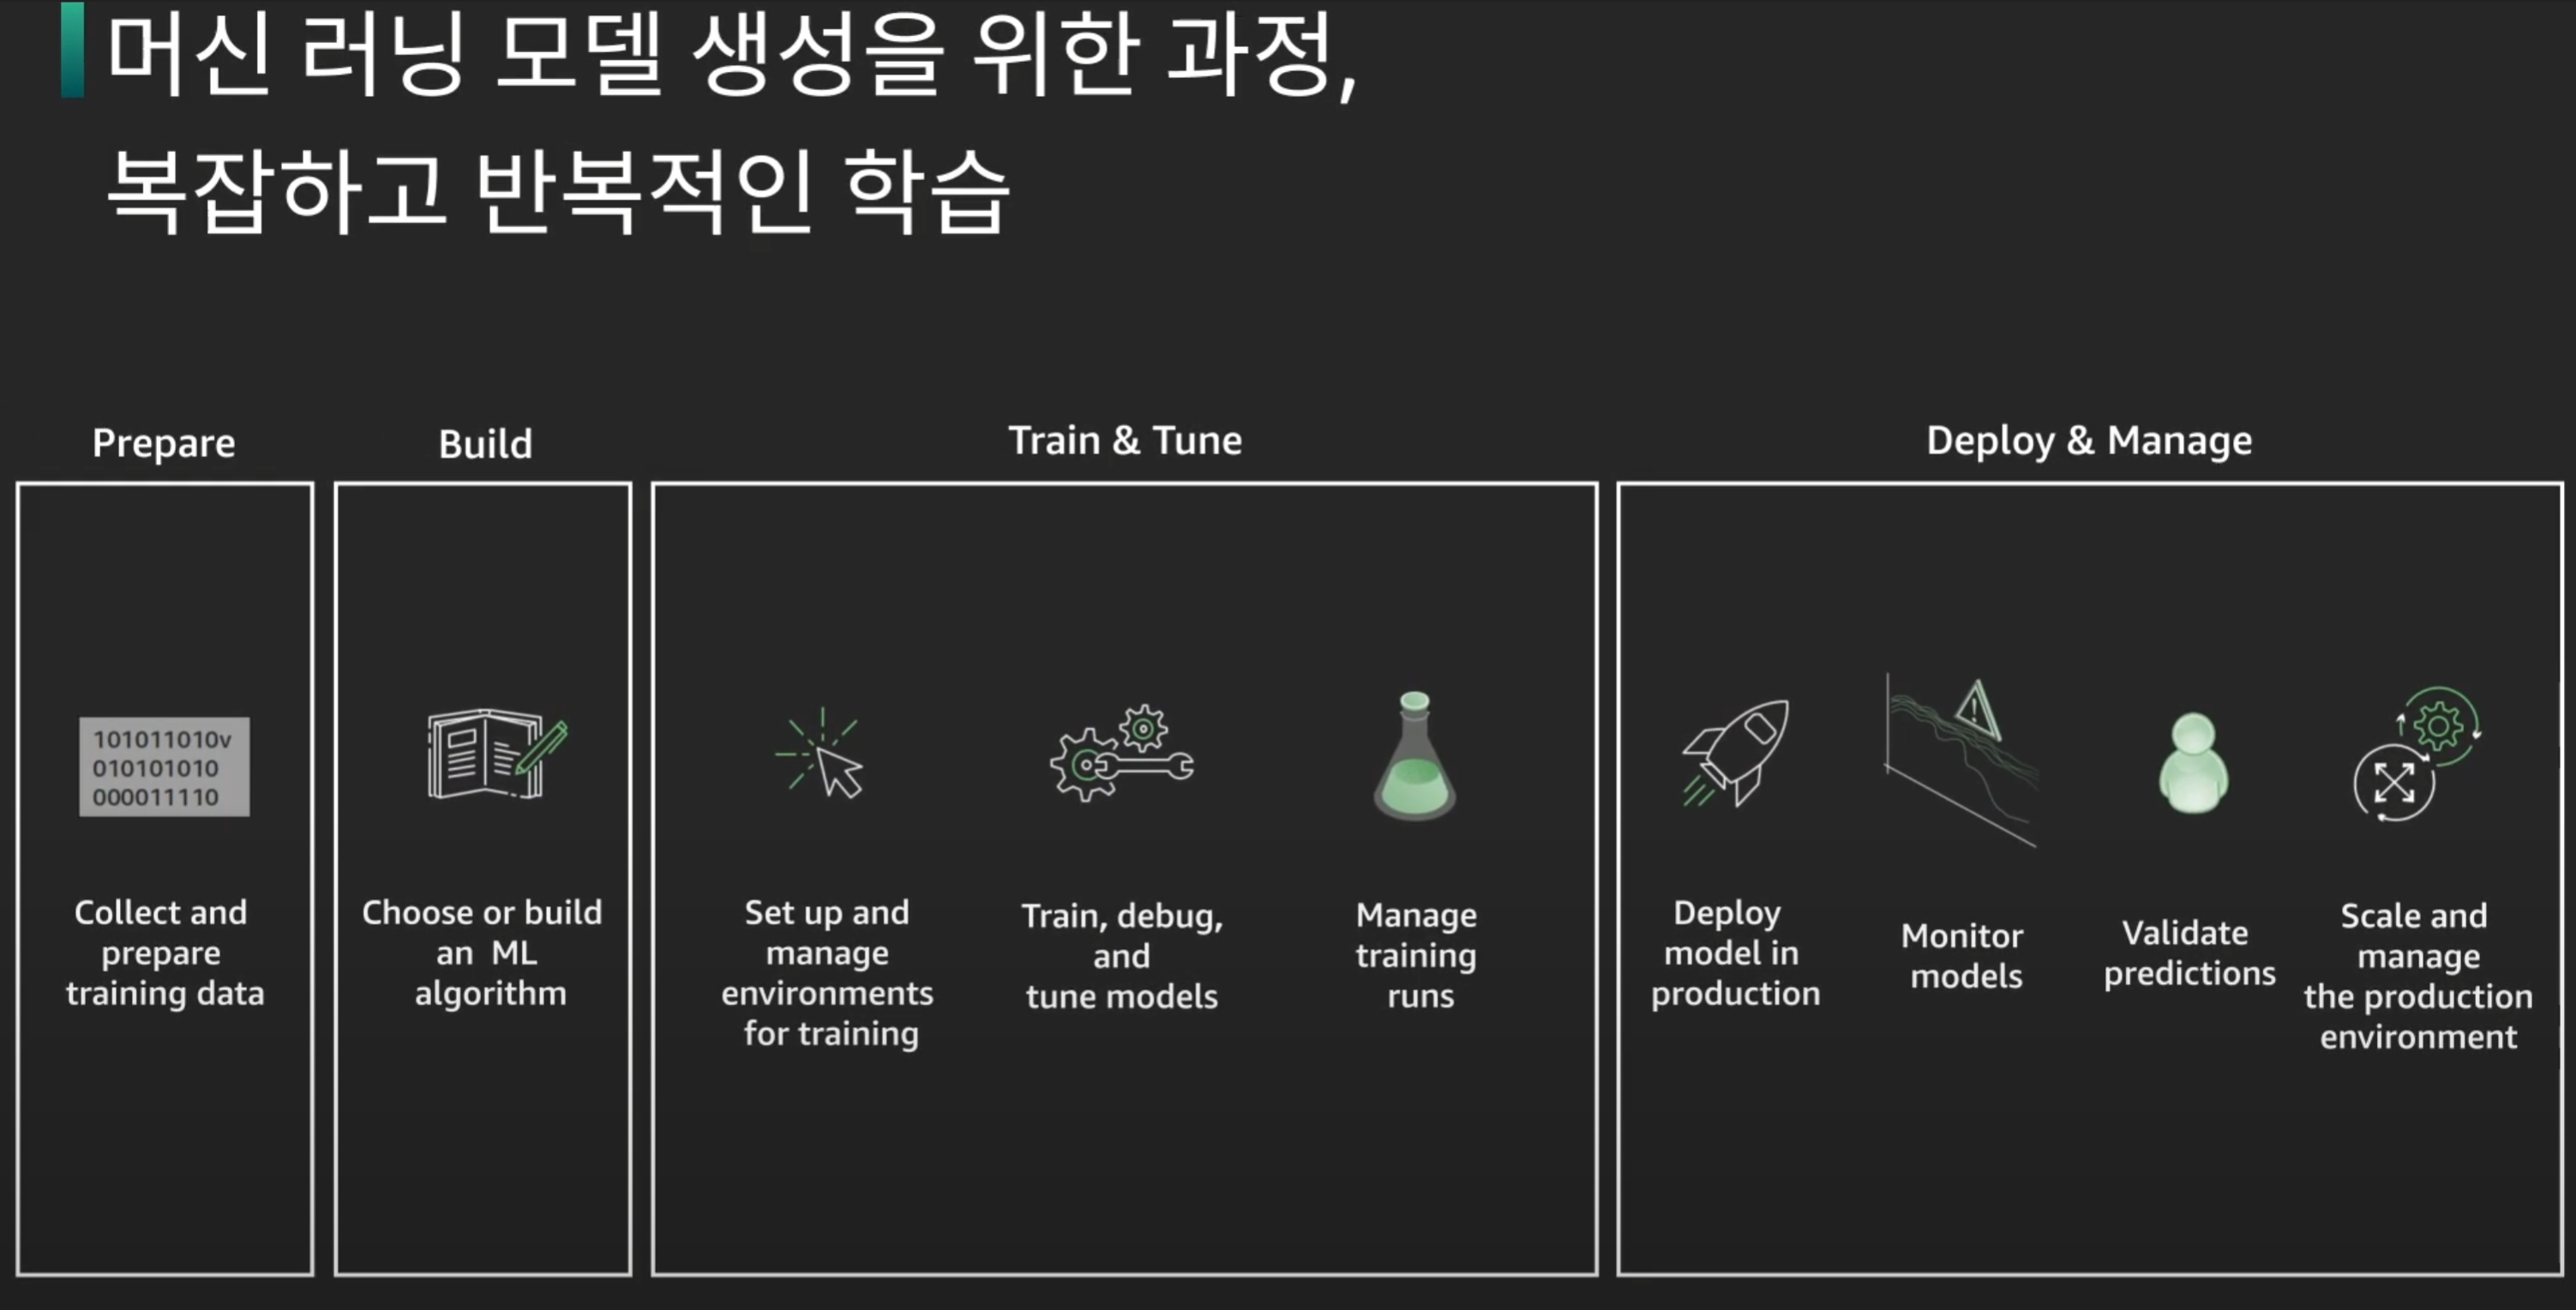 머신 러닝 모델 생성을 위한 과정,
복잡하고 반복적인 학습
Prepare
101011010v
010101010
000011110
Collect and
prepare
training data
Build
Choose or build
an ML
algorithm
Train & Tune
Set up and
manage
environments
for training
Train, debug,
and
tune models
Manage
training
runs
Deploy & Manage
Deploy
model in
production
Monitor
models
Validate
predictions
Scale and
manage
the production
environment